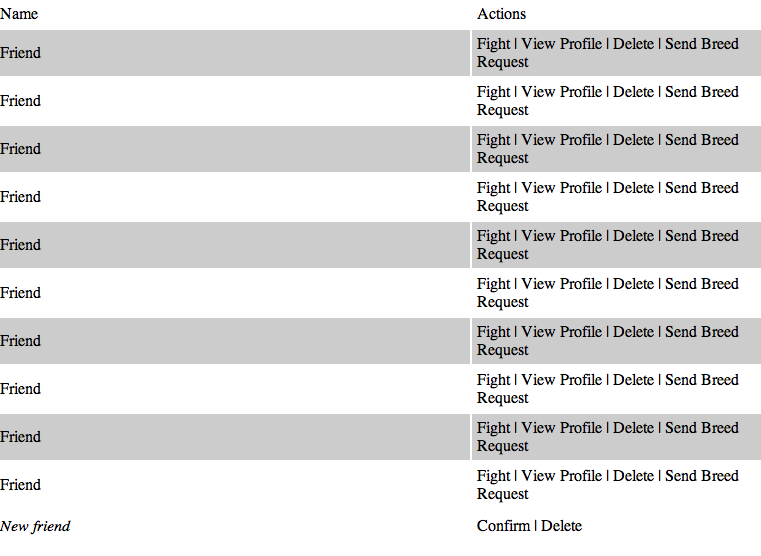 Name Actions
Friend Fight | View Profile | Delete | Send Breed
Request
Friend Fight | View Profile | Delete | Send Breed
Request
Friend Fight | View Profile | Delete | Send Breed
Request
Friend Fight | View Profile | Delete | Send Breed
Request
Friend Fight | View Profile | Delete | Send Breed
Request
Friend Fight | View Profile | Delete | Send Breed
Request
Friend Fight | View Profile | Delete | Send Breed
Request
Friend Fight | View Profile | Delete | Send Breed
Request
Friend Fight | View Profile | Delete | Send Breed
Request
Friend Fight | View Profile | Delete | Send Breed
Request
New friend Confirm | Delete